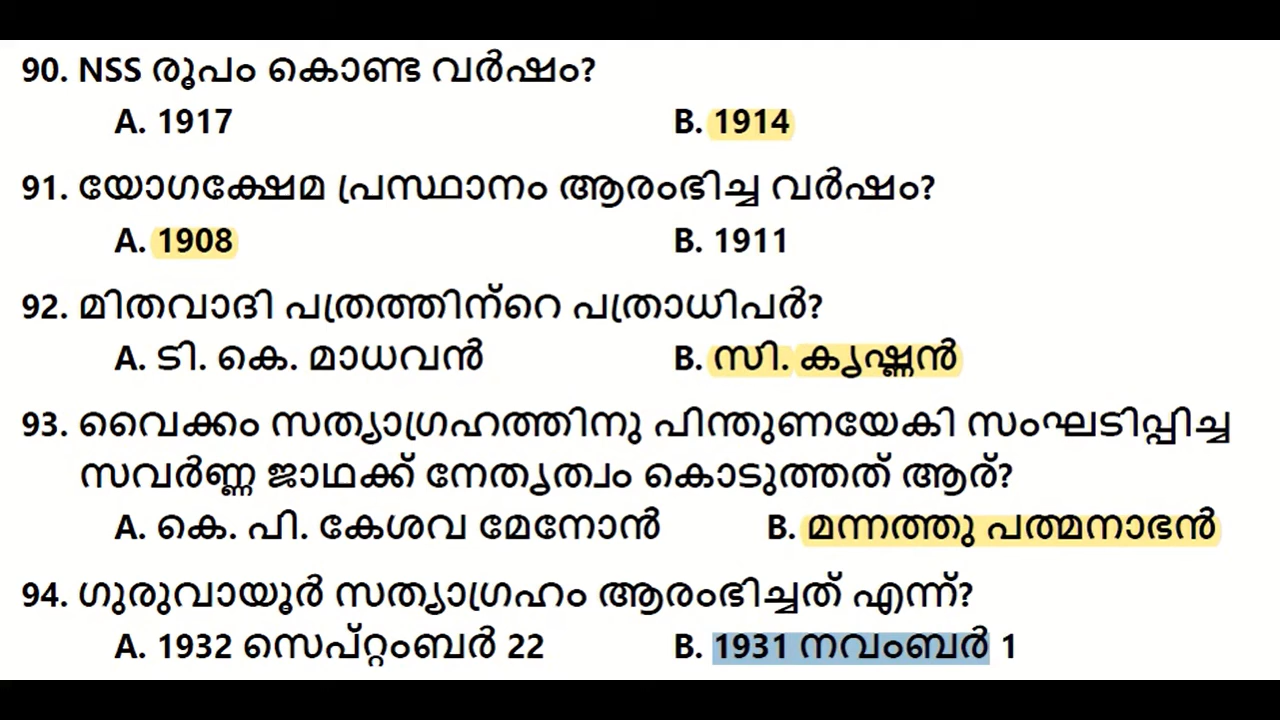 90. NSS രൂപം കൊണ്ട വർഷം?
A. 1917 B. 1914
91. യോഗക്ഷേമ പ്രസ്ഥാനം ആരംഭിച്ച വർഷം?
A. 1908 B. 1911
92. മിതവാദി പത്രത്തിന്റെ പത്രാധിപർ?
A. ടി. കെ. മാധവൻ B. സി. കൃഷ്ണൻ
93. വൈക്കം സത്യാഗ്രഹത്തിനു പിന്തുണയേകി സംഘടിപ്പിച്ച
സവർണ്ണ ജാഥക്ക് നേതൃത്വം കൊടുത്തത് ആര്?
A. കെ. പി. കേശവ മേനോൻ B. മന്നത്തു പത്മനാഭൻ
94. ഗുരുവായൂർ സത്യാഗ്രഹം ആരംഭിച്ചത് എന്ന്?
A. 1932 സെപ്റ്റംബർ 22 B. 1931 നവംബർ 1